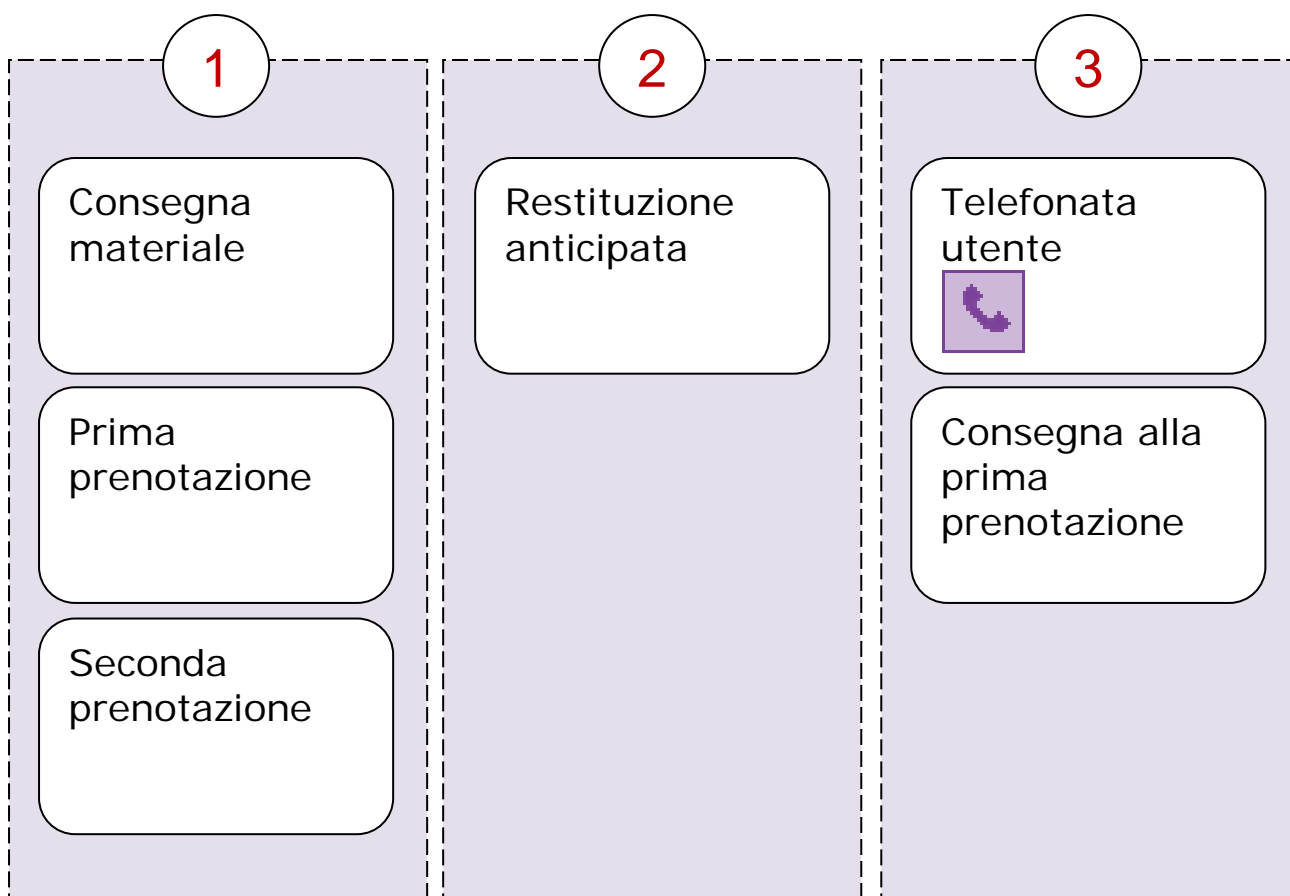 1
Consegna
materiale
Prima
prenotazione
Seconda
prenotazione
2
Restituzione
anticipata
3
Telefonata
utente
Consegna alla
prima
prenotazione